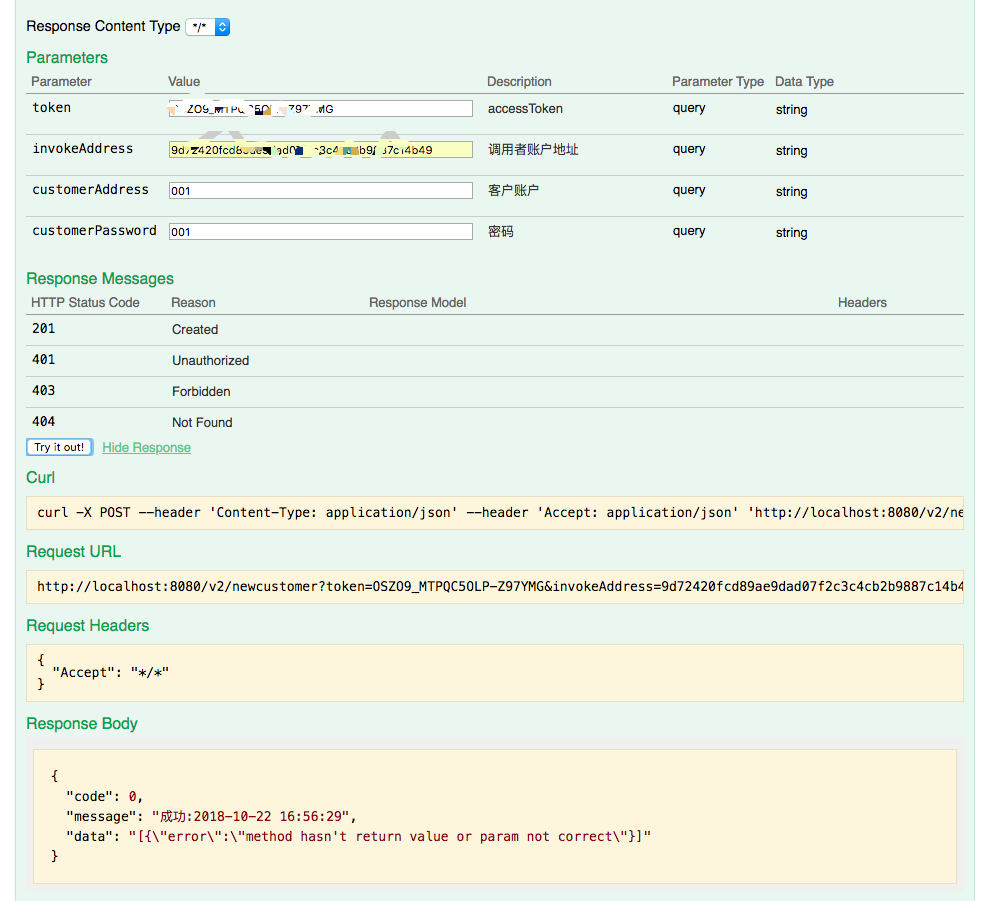 Response Content Type */*
Parameters
Parameter Value Description Parameter Type Data Type
token accessToken query string
invokeAddress 调用者账户地址 query string
customerAddress 001 客户账户 query string
customerPassword 001 密码 query string
Response Messages
HTTP Status Code Reason Response Model Headers
201 Created
401 Unauthorized
403 Forbidden
404 Not Found
Try it out! Hide Response
Curl
curl -X POST --header 'Content-Type: application/json' --header 'Accept: application/json' 'http://localhost:8080/v2/ne
Request URL
http://localhost:8080/v2/newcustomer?token=OSZO9_MTPQC5OLP-Z97YMG&invokeAddress=9d72420fcd89ae9dad07f2c3c4cb2b9887c14b4
Request Headers
{
"Accept": "*/*"
}
Response Body
{
"code": 0,
"message": "成功:2018-10-22 16:56:29",
"data": "[{\"error\":\"method hasn't return value or param not correct\"}]"
}